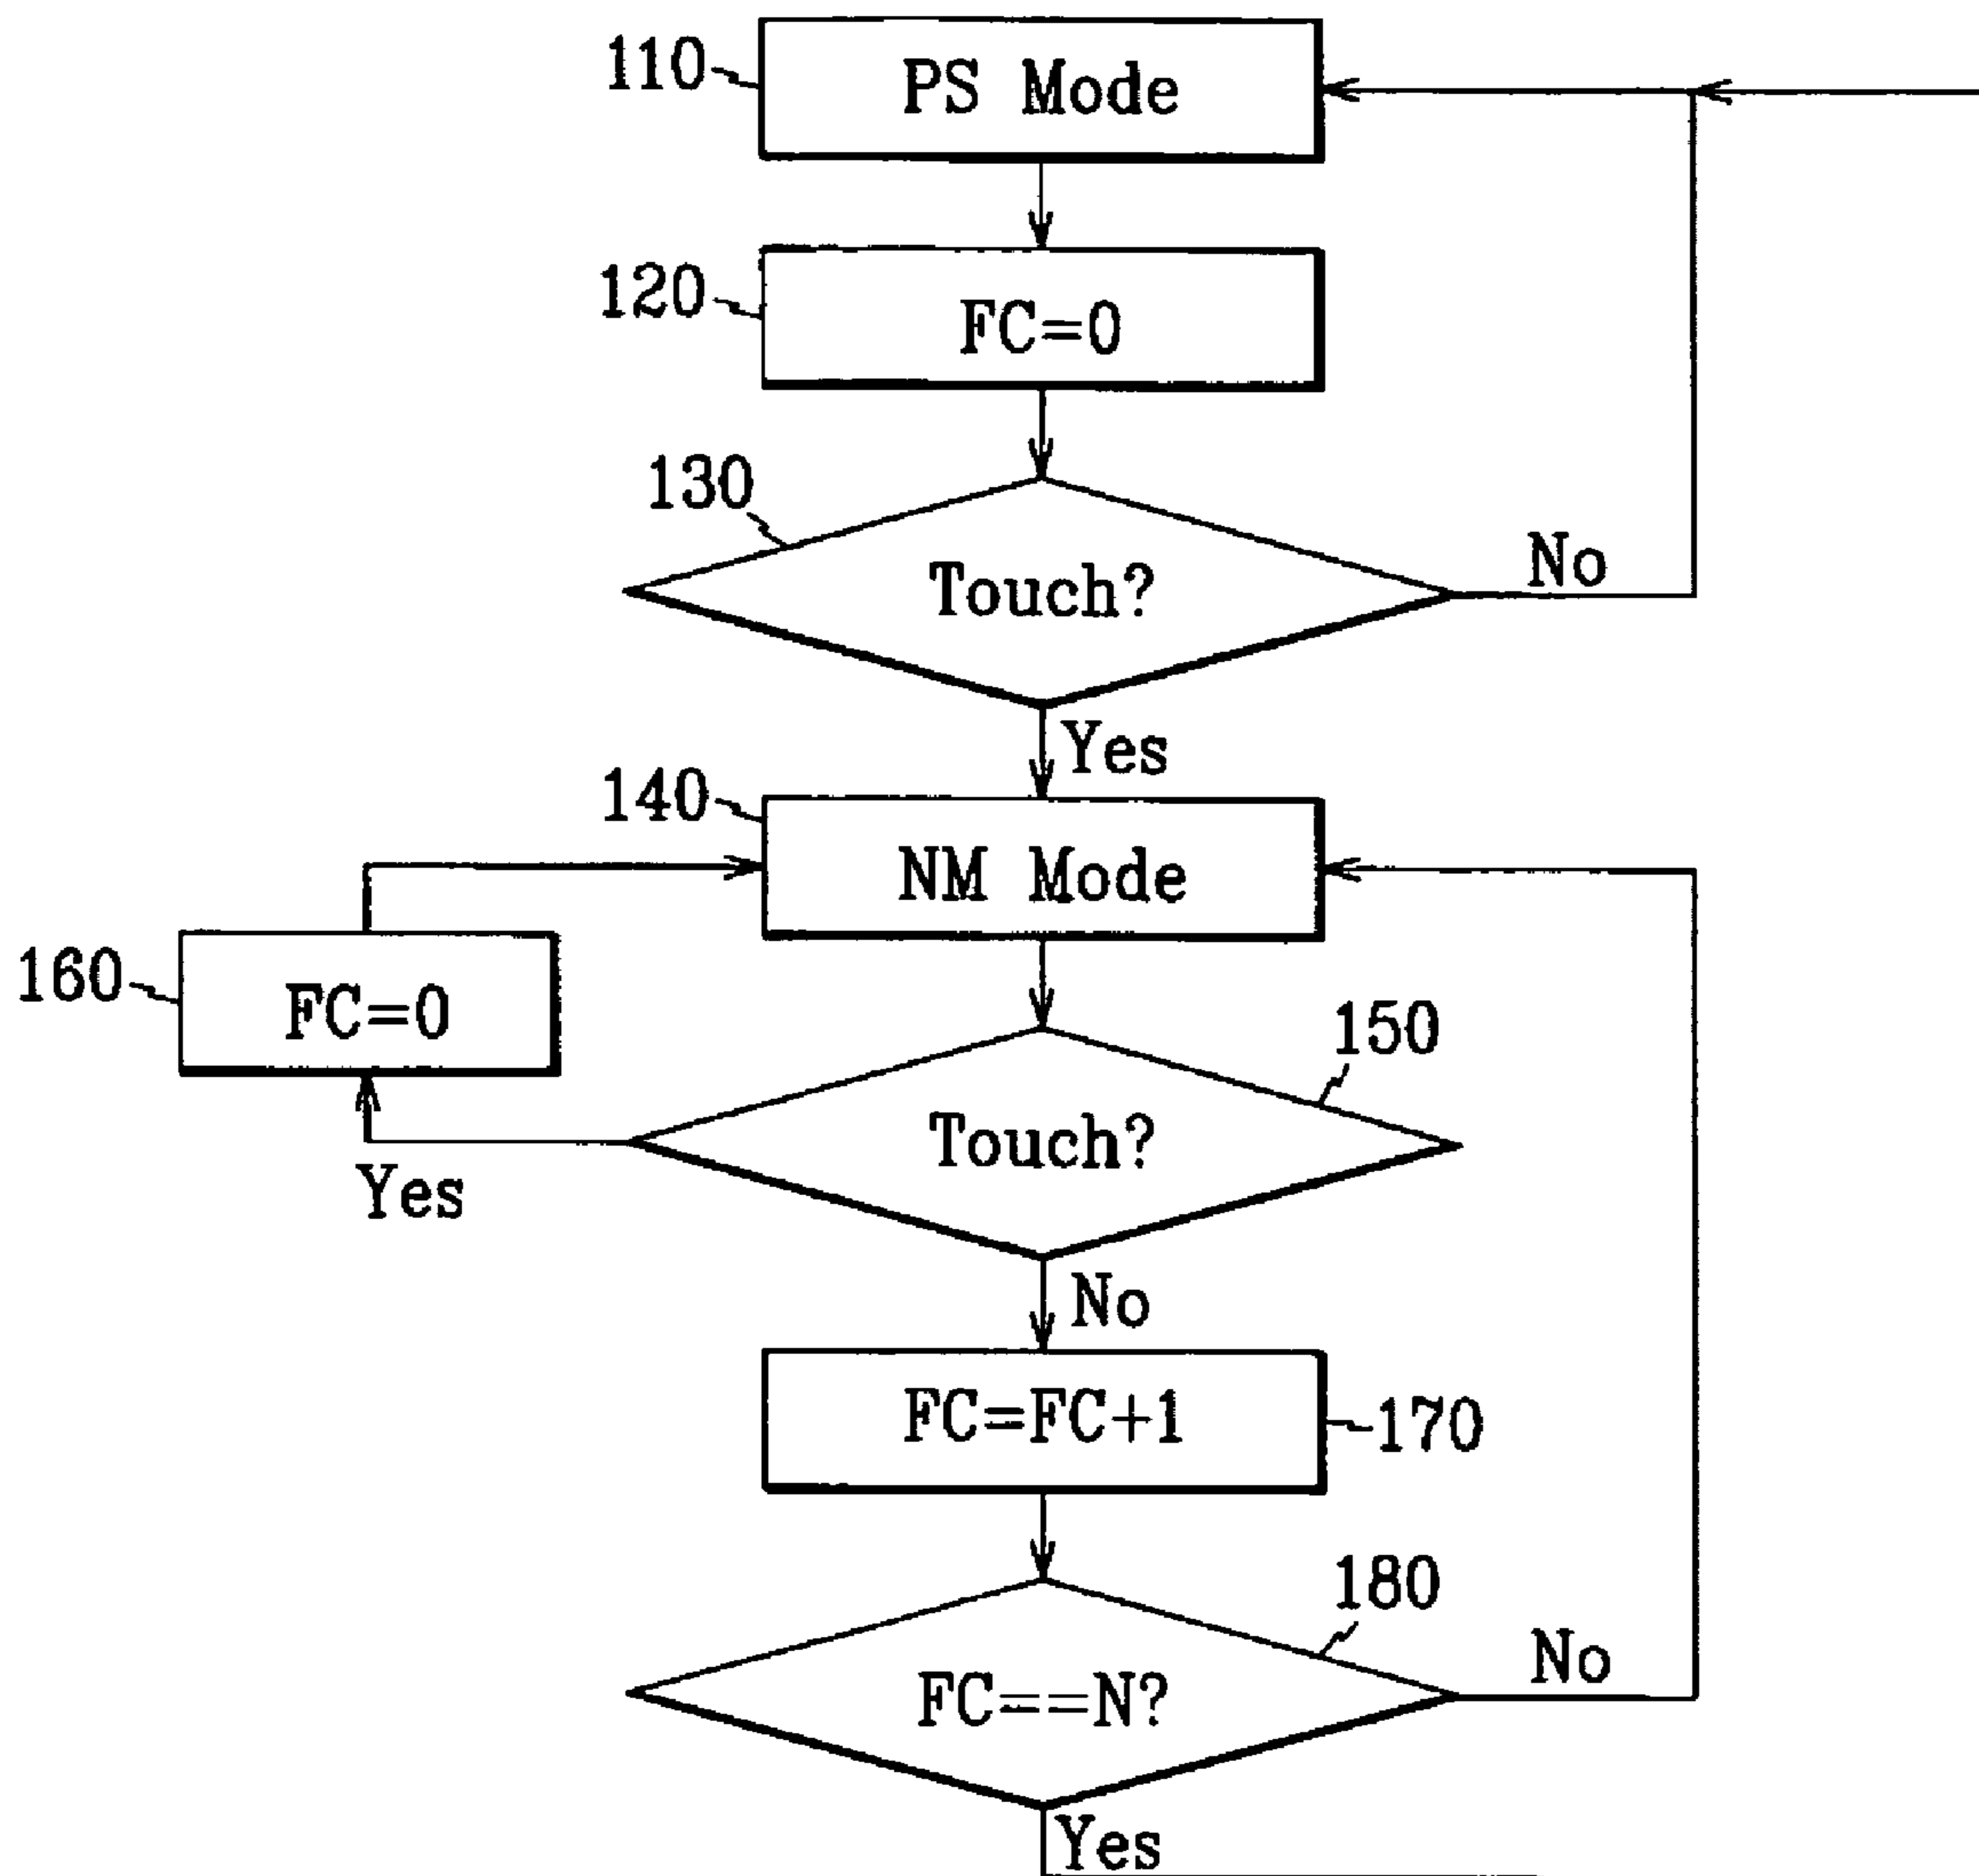 110
PS Mode
120
FC=0
130
Touch?
No
Yes
140
NM Mode
160
FC=0
150
Touch?
Yes
No
FC=FC+1
170
180
FC==N?
No
Yes